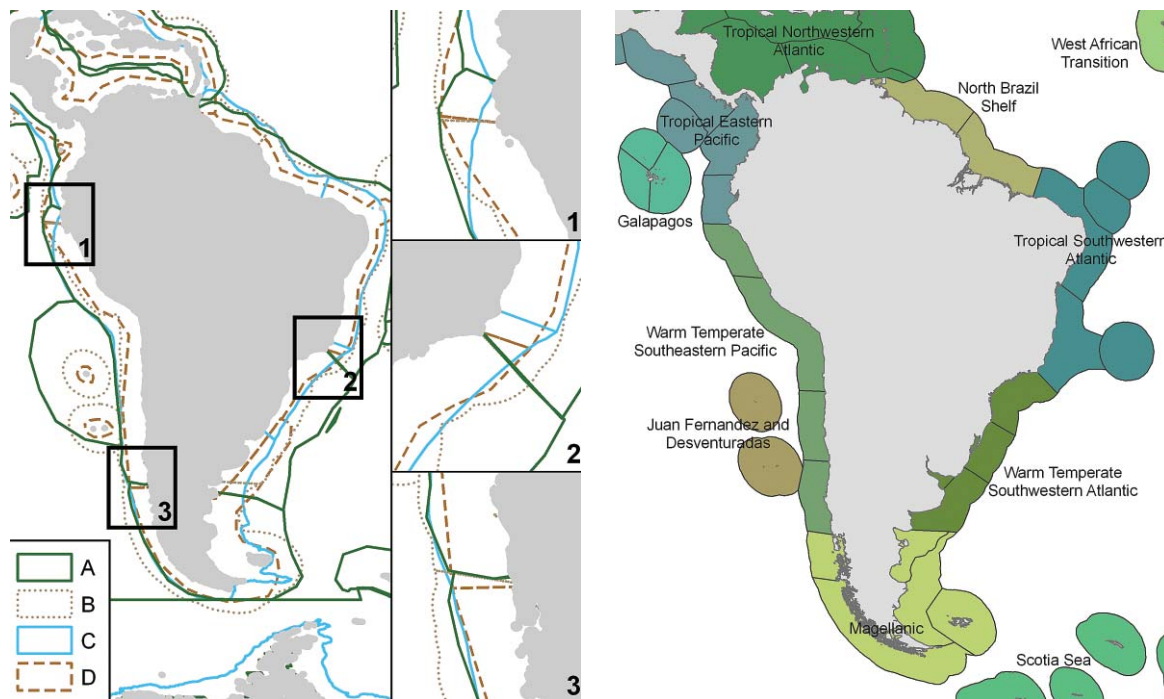 1
2
3
1
2
3
A
B
C
D
Tropical Northwestern
Atlantic
West African
Transition
North Brazil
Shelf
Tropical Eastern
Pacific
Galapagos
Tropical Southwestern
Atlantic
Warm Temperate
Southeastern Pacific
Juan Fernandez and
Desventuradas
Warm Temperate
Southwestern Atlantic
Magellanic
Scotia Sea